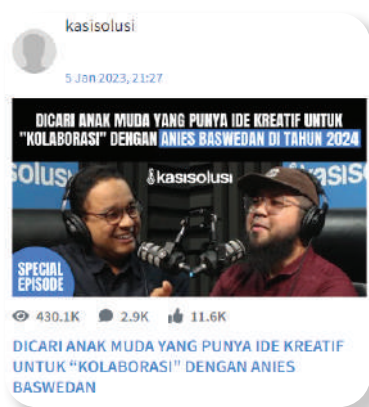 kasisolusi
5 Jan 2023, 21:27
DICARI ANAK MUDA YANG PUNYA IDE KREATIF UNTUK
"KOLABORASI" DENGAN ANIES BASWEDAN DI TAHUN 2024
olus
kasisolusi
asis
SPECIAL
EPISODE
430.1K 2.9K 11.6K
DICARI ANAK MUDA YANG PUNYA IDE KREATIF
UNTUK “KOLABORASI” DENGAN ANIES
BASWEDAN